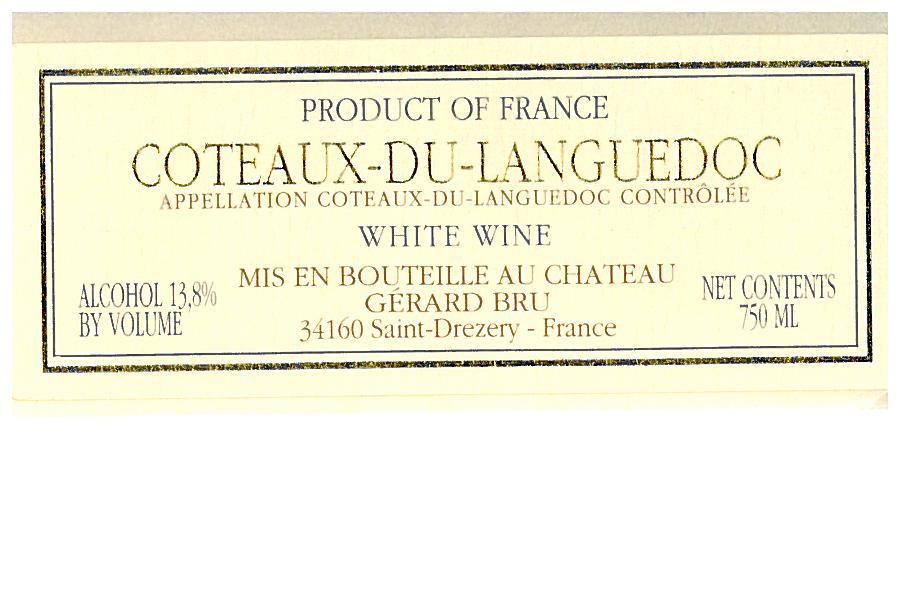 PRODUCT OF FRANCE
COTEAUX-DU-LANGUEDOC
APPELLATION COTEAUX-DU-LANGUEDOC CONTRÔLÉE
WHITE WINE
MIS EN BOUTEILLE AU CHATEAU
GÉRARD BRU
34160 Saint-Drezery - France
ALCOHOL 13,8%
BY VOLUME
NET CONTENTS
750 ML